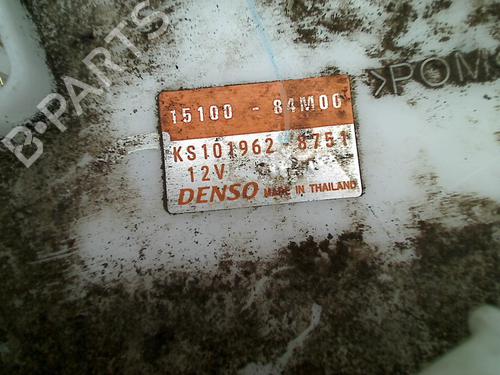 B-PARTS
>POM
15100 - 84M00
KS101962 8751
12V
DENSO MADE IN THAILAND